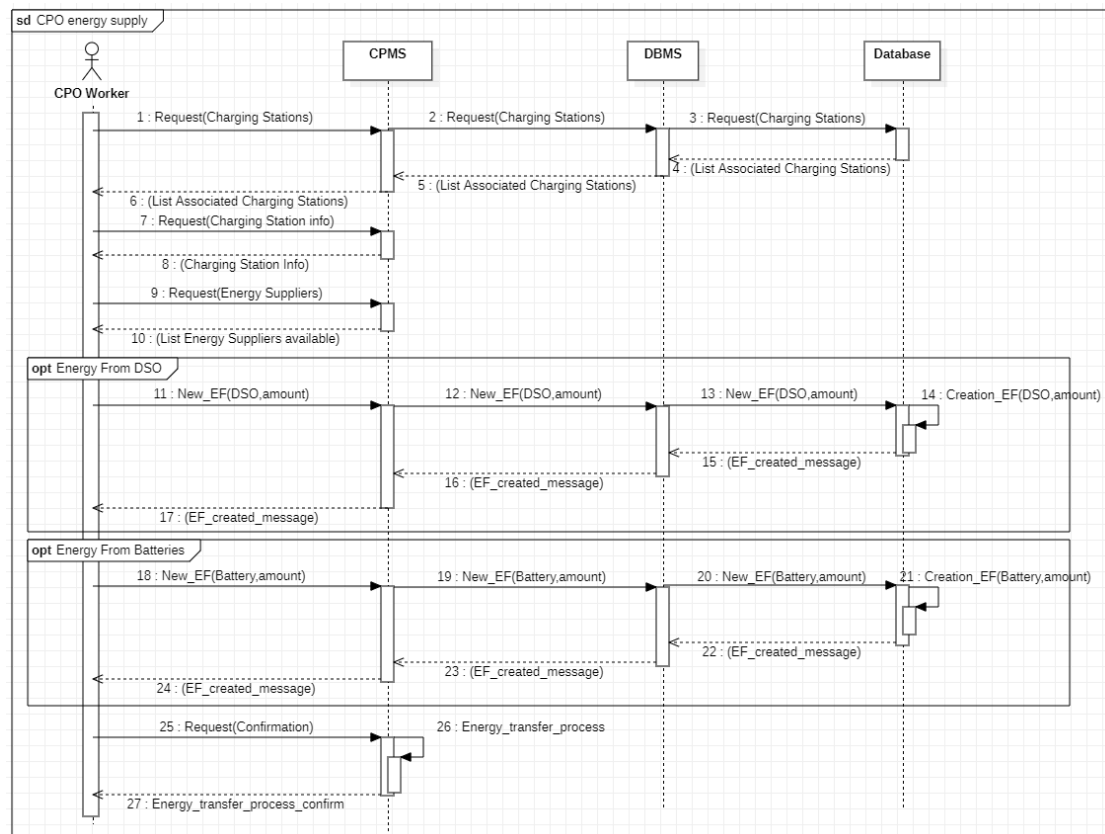 sd CPO energy supply
CPO Worker
CPMS
DBMS
Database
1 : Request(Charging Stations)
2 : Request(Charging Stations)
3 : Request(Charging Stations)
4 : (List Associated Charging Stations)
5 : (List Associated Charging Stations)
6 : (List Associated Charging Stations)
7 : Request(Charging Station info)
8 : (Charging Station Info)
9 : Request(Energy Suppliers)
10 : (List Energy Suppliers available)
opt Energy From DSO
11 : New_EF(DSO,amount)
12 : New_EF(DSO,amount)
13 : New_EF(DSO,amount)
14 : Creation_EF(DSO,amount)
15 : (EF_created_message)
16 : (EF_created_message)
17 : (EF_created_message)
opt Energy From Batteries
18 : New_EF(Battery,amount)
19 : New_EF(Battery,amount)
20 : New_EF(Battery,amount)
21 : Creation_EF(Battery,amount)
22 : (EF_created_message)
23 : (EF_created_message)
24 : (EF_created_message)
25 : Request(Confirmation)
26 : Energy_transfer_process
27 : Energy_transfer_process_confirm